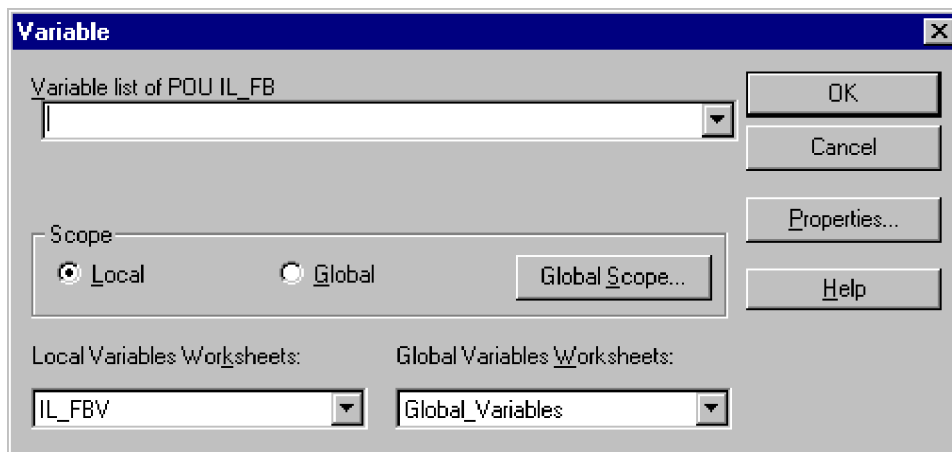 Variable
Variable list of POU IL_FB
OK
Cancel
Properties...
Scope
Local
Global
Global Scope...
Help
Local Variables Worksheets:
Global Variables Worksheets:
IL_FBV
Global_Variables